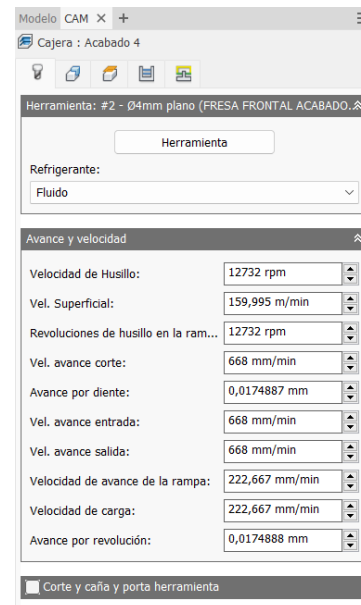 Modelo CAM × +
Cajera : Acabado 4
Herramienta: #2 - Ø4mm plano (FRESA FRONTAL ACABADO...
Herramienta
Refrigerante:
Fluido
Avance y velocidad
Velocidad de Husillo: 12732 rpm
Vel. Superficial: 159,995 m/min
Revoluciones de husillo en la ram... 12732 rpm
Vel. avance corte: 668 mm/min
Avance por diente: 0,0174887 mm
Vel. avance entrada: 668 mm/min
Vel. avance salida: 668 mm/min
Velocidad de avance de la rampa: 222,667 mm/min
Velocidad de carga: 222,667 mm/min
Avance por revolución: 0,0174888 mm
Corte y caña y porta herramienta